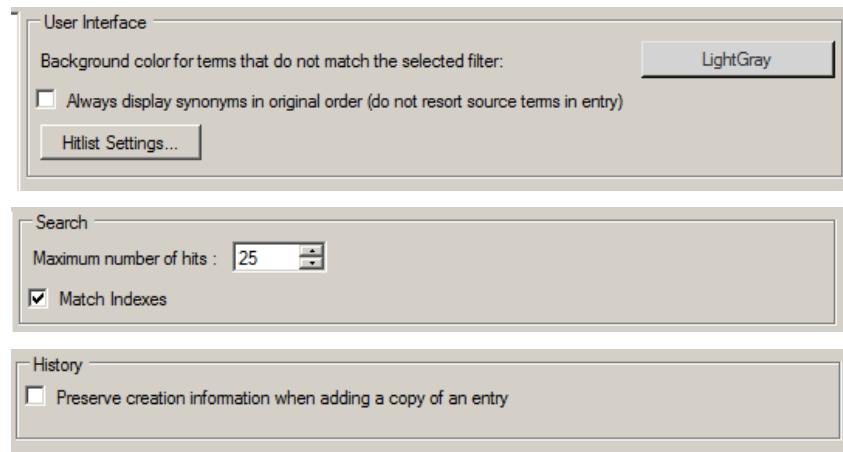 User Interface
Background color for terms that do not match the selected filter:
LightGray
Always display synonyms in original order (do not resort source terms in entry)
Hitlist Settings...
Search
Maximum number of hits : 25
Match Indexes
History
Preserve creation information when adding a copy of an entry